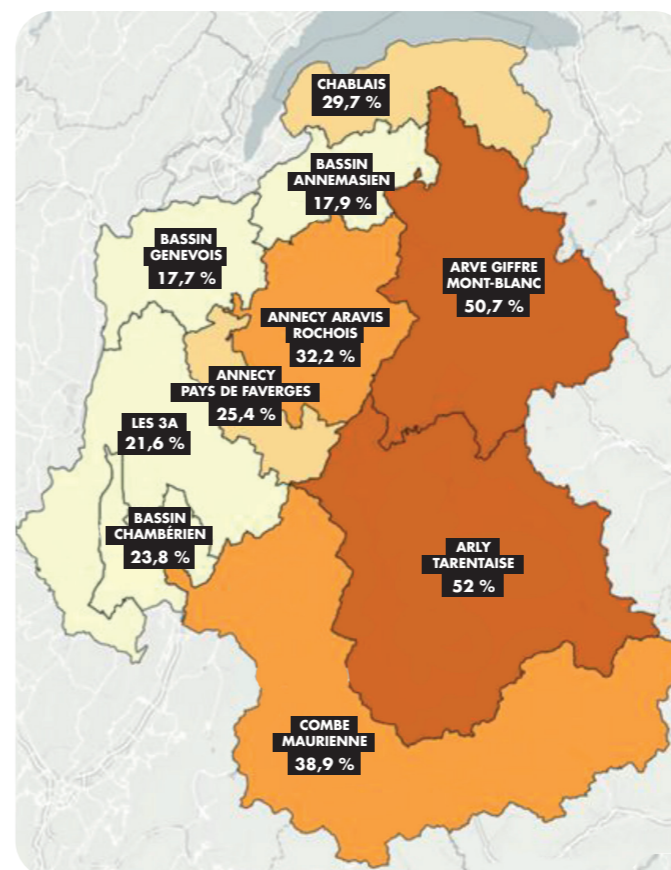 CHABLAIS
29,7 %
BASSIN
ANNEMASIEN
17,9 %
BASSIN
GENEVOIS
17,7 %
ARVE GIFFRE
MONT-BLANC
50,7 %
ANNECY ARAVIS
ROCHOIS
32,2 %
ANNECY
PAYS DE FAVERGES
25,4 %
LES 3A
21,6 %
BASSIN
CHAMBÉRIEN
23,8 %
ARLY
TARENTAISE
52 %
COMBE
MAURIENNE
38,9 %